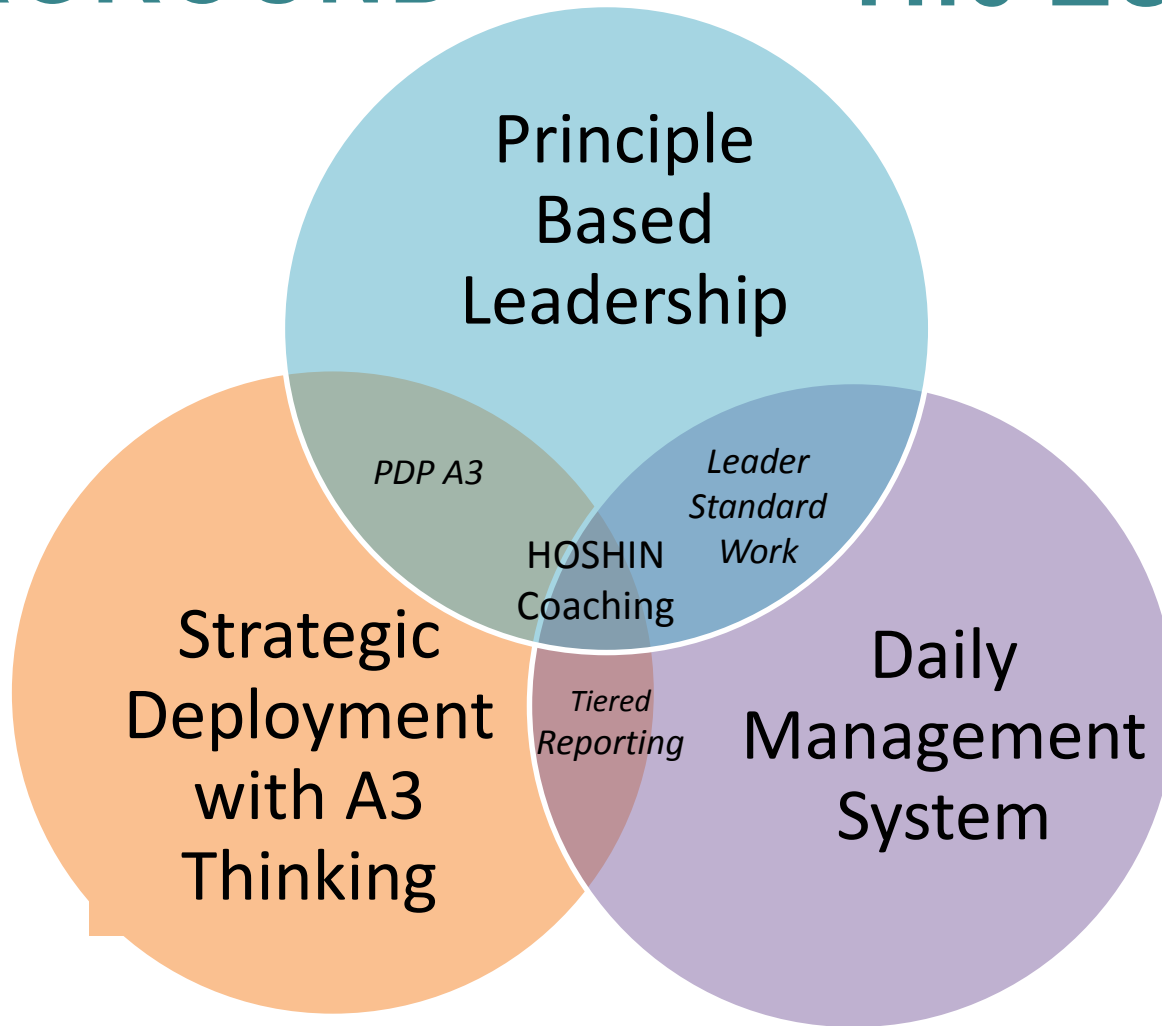 Principle
Based
Leadership
PDP A3
Leader
Standard
Work
HOSHIN
Coaching
Strategic
Deployment
with A3
Thinking
Tiered
Reporting
Daily
Management
System